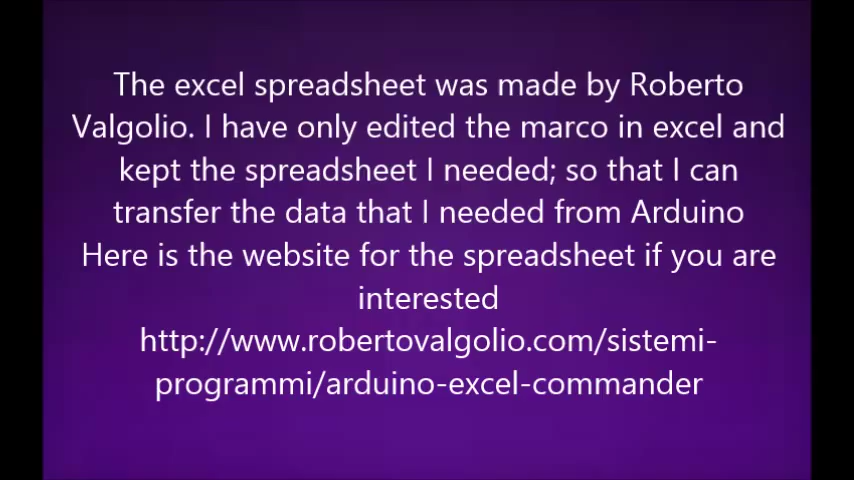 The excel spreadsheet was made by Roberto
Valgolio. I have only edited the marco in excel and
kept the spreadsheet I needed; so that I can
transfer the data that I needed from Arduino
Here is the website for the spreadsheet if you are
interested
http://www.robertovalgolio.com/sistemi-
programmi/arduino-excel-commander